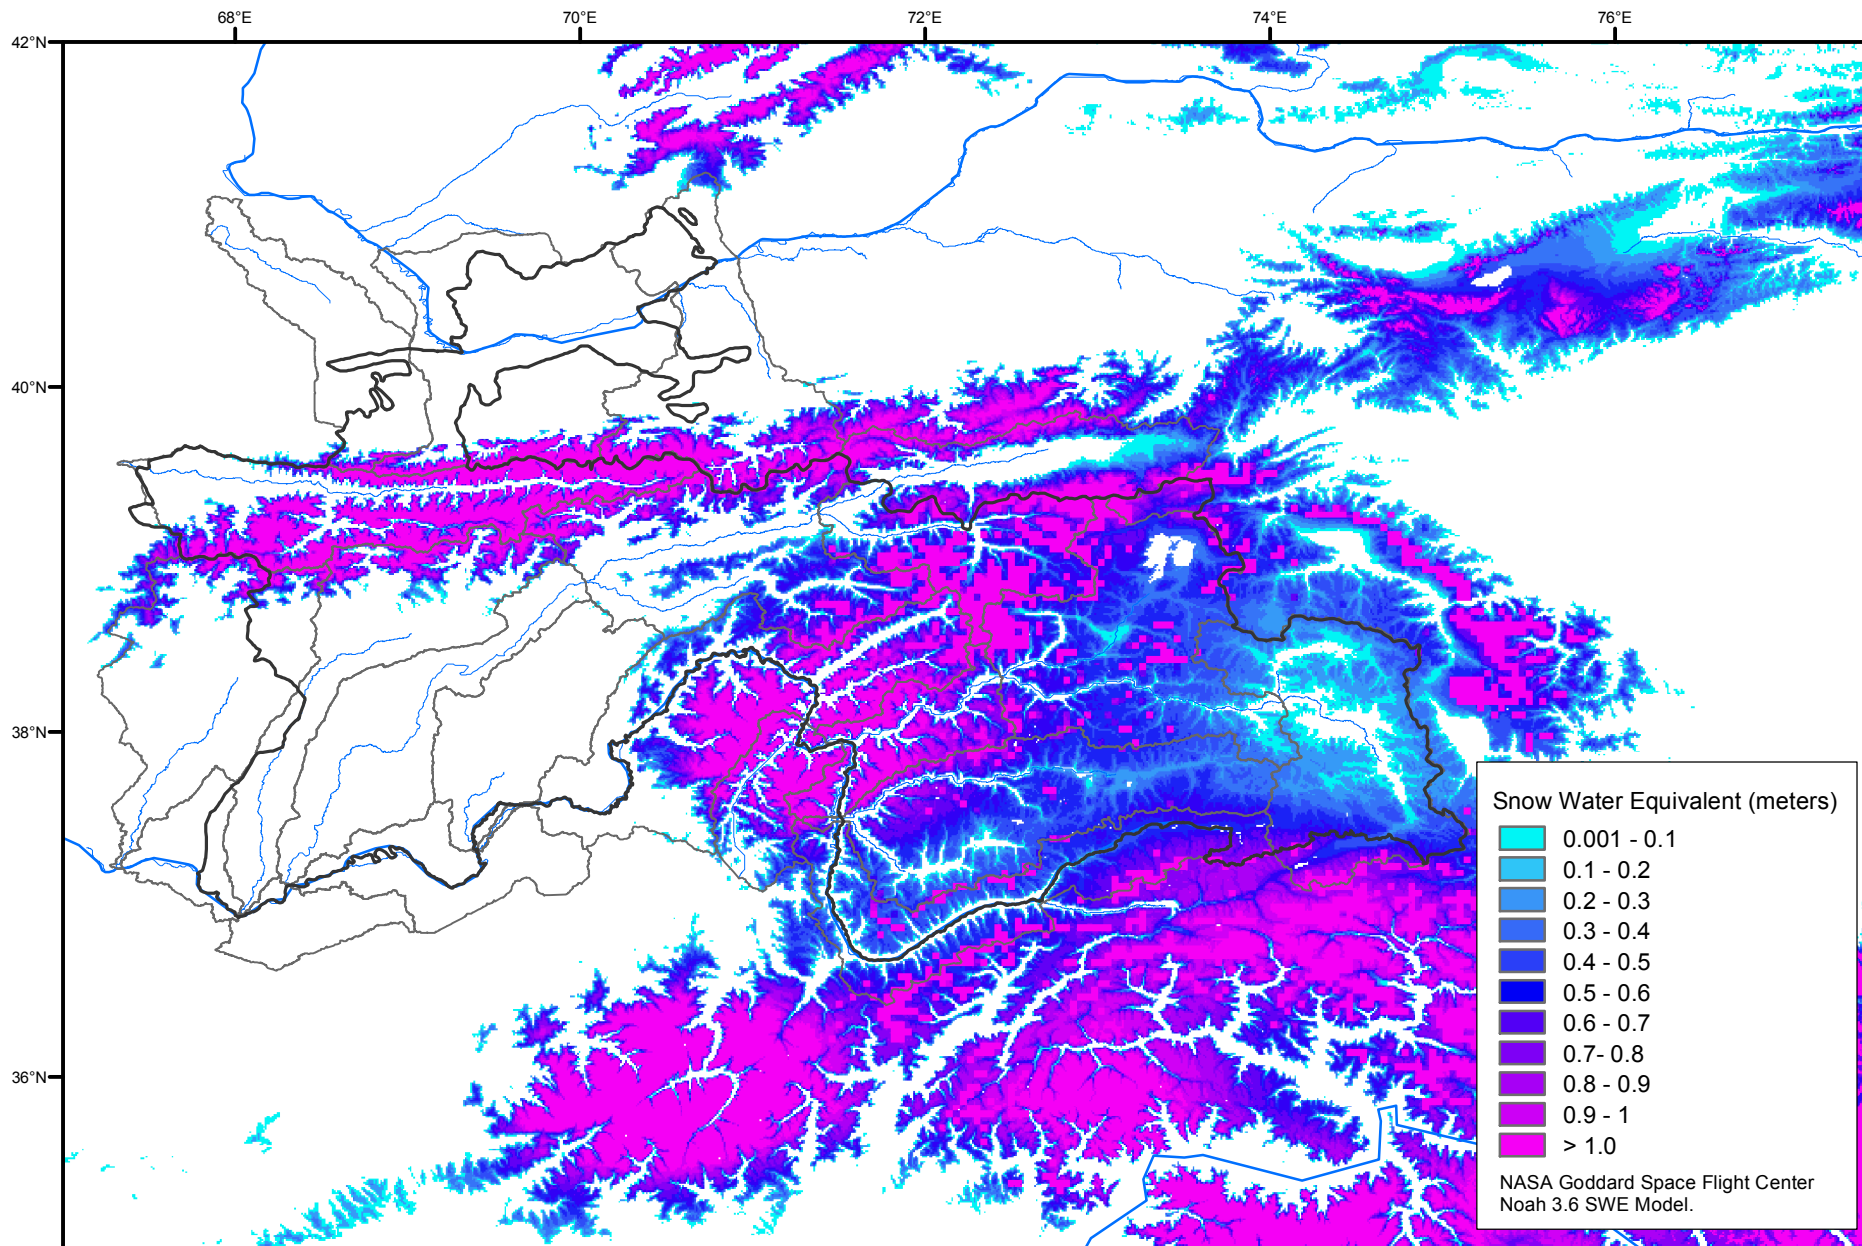 68°E
70°E
72°E
74°E
76°E
42°N
40°N
38°N
36°N
Snow Water Equivalent (meters)
0.001 - 0.1
0.1 - 0.2
0.2 - 0.3
0.3 - 0.4
0.4 - 0.5
0.5 - 0.6
0.6 - 0.7
0.7- 0.8
0.8 - 0.9
0.9 - 1
> 1.0
NASA Goddard Space Flight Center
Noah 3.6 SWE Model.